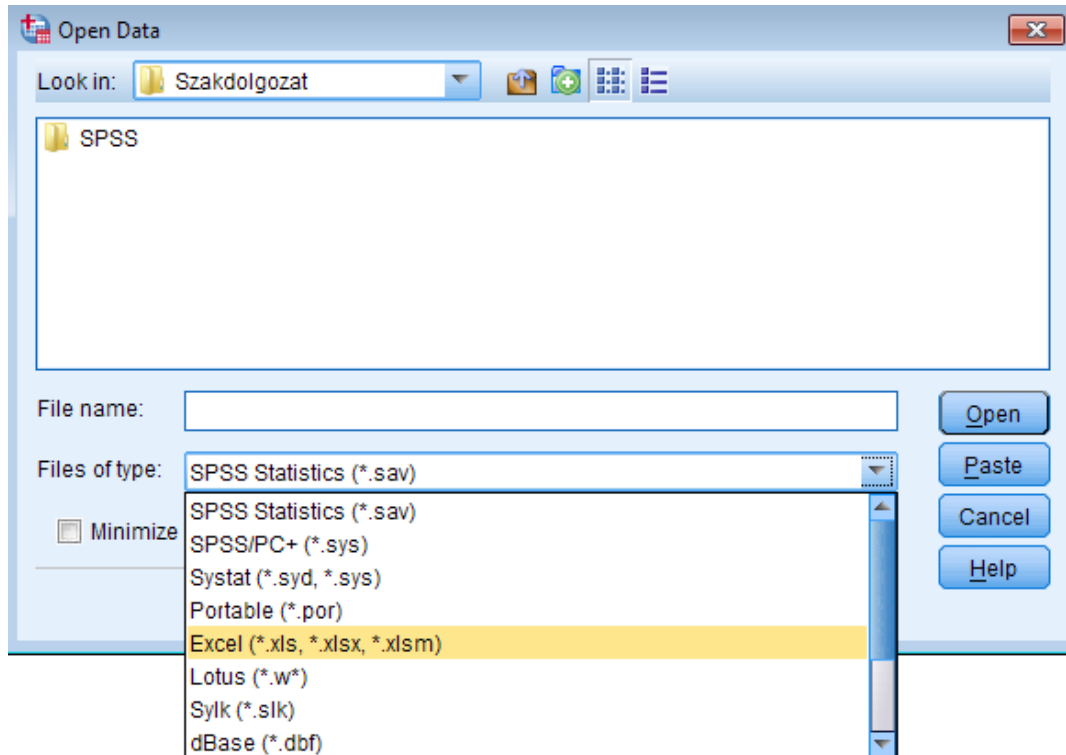 Open Data
Look in: Szakdolgozat
SPSS
File name:
Open
Files of type: SPSS Statistics (*.sav)
Paste
SPSS Statistics (*.sav)
Cancel
Minimize
SPSS/PC+ (*.sys)
Systat (*.syd, *.sys)
Help
Portable (*.por)
Excel (*.xls, *.xlsx, *.xlsm)
Lotus (*.w*)
Sylk (*.slk)
dBase (*.dbf)